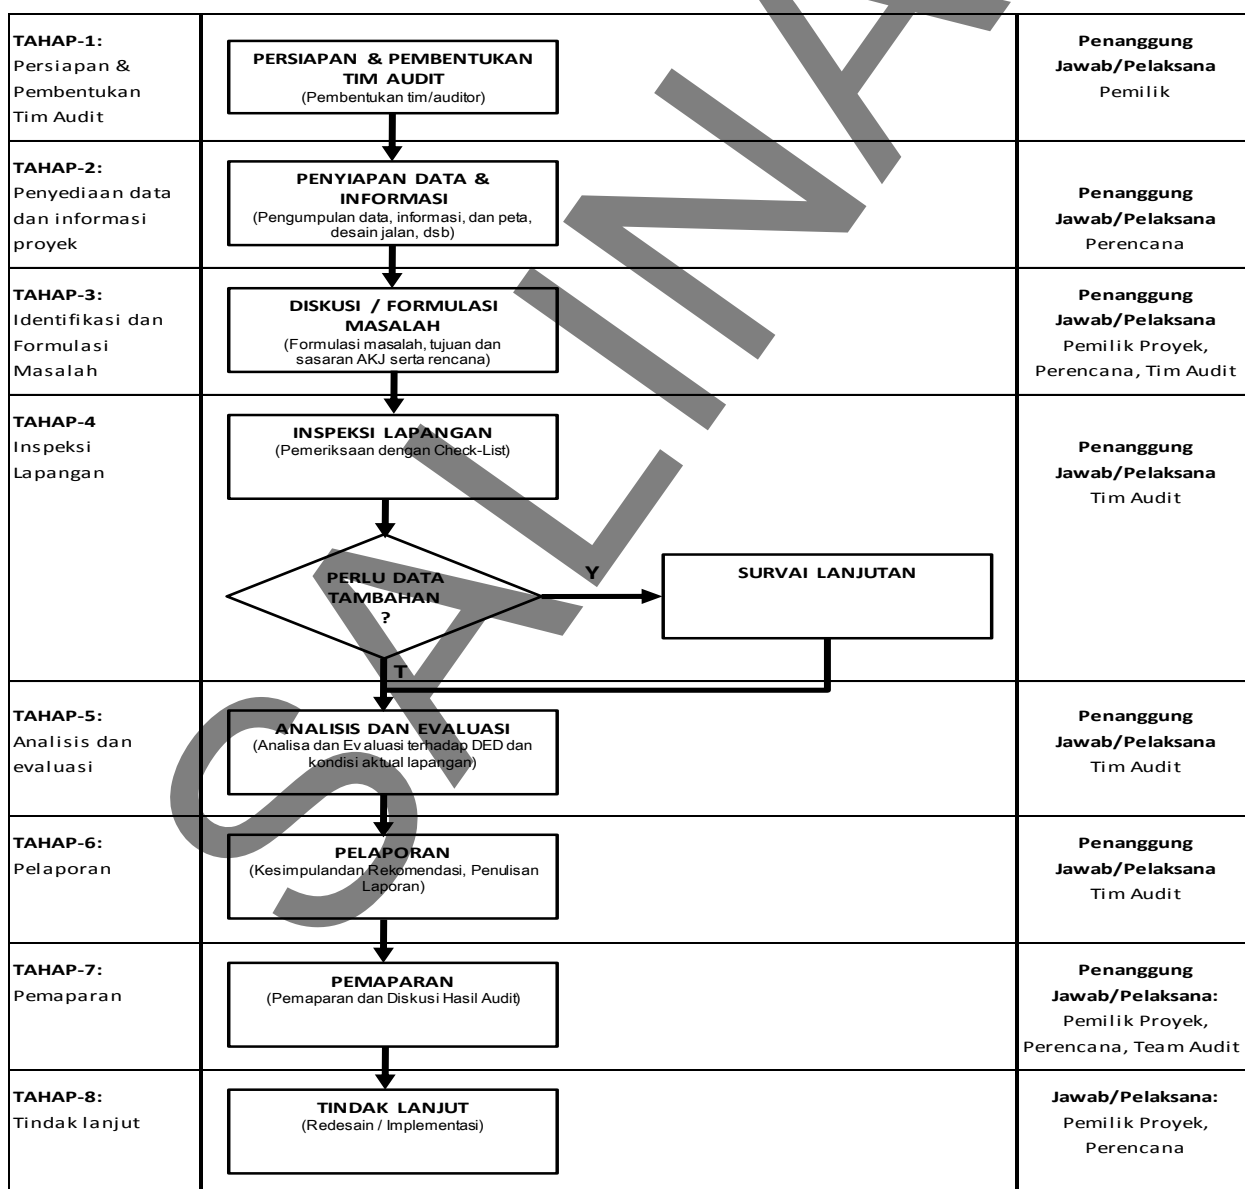 TAHAP-1:
Persiapan &
Pembentukan
Tim Audit
PERSIAPAN & PEMBENTUKAN
TIM AUDIT
(Pembentukan tim/auditor)
Penanggung
Jawab/Pelaksana
Pemilik
TAHAP-2:
Penyediaan data
dan informasi
proyek
PENYIAPAN DATA &
INFORMASI
(Pengumpulan data, informasi, dan peta,
desain jalan, dsb)
Penanggung
Jawab/Pelaksana
Perencana
TAHAP-3:
Identifikasi dan
Formulasi
Masalah
DISKUSI / FORMULASI
MASALAH
(Formulasi masalah, tujuan dan
sasaran AKJ serta rencana)
Penanggung
Jawab/Pelaksana
Pemilik Proyek,
Perencana, Tim Audit
TAHAP-4
Inspeksi
Lapangan
INSPEKSI LAPANGAN
(Pemeriksaan dengan Check-List)
PERLU DATA
TAMBAHAN
?
Y
T
SURVAI LANJUTAN
Penanggung
Jawab/Pelaksana
Tim Audit
TAHAP-5:
Analisis dan
evaluasi
ANALISIS DAN EVALUASI
(Analisa dan Evaluasi terhadap DED dan
kondisi aktual lapangan)
Penanggung
Jawab/Pelaksana
Tim Audit
TAHAP-6:
Pelaporan
PELAPORAN
(Kesimpulandan Rekomendasi, Penulisan
Laporan)
Penanggung
Jawab/Pelaksana
Tim Audit
TAHAP-7:
Pemaparan
PEMAPARAN
(Pemaparan dan Diskusi Hasil Audit)
Penanggung
Jawab/Pelaksana:
Pemilik Proyek,
Perencana, Team Audit
TAHAP-8:
Tindak lanjut
TINDAK LANJUT
(Redesain / Implementasi)
Jawab/Pelaksana:
Pemilik Proyek,
Perencana
SALINA